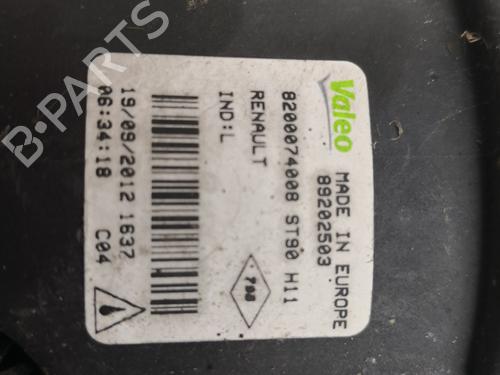 Valeo
MADE IN EUROPE
89202503
8200074008 ST90 H11
RENAULT
IND:L
798
19/09/2012 1637
06:34:18
C04
B-PARTS